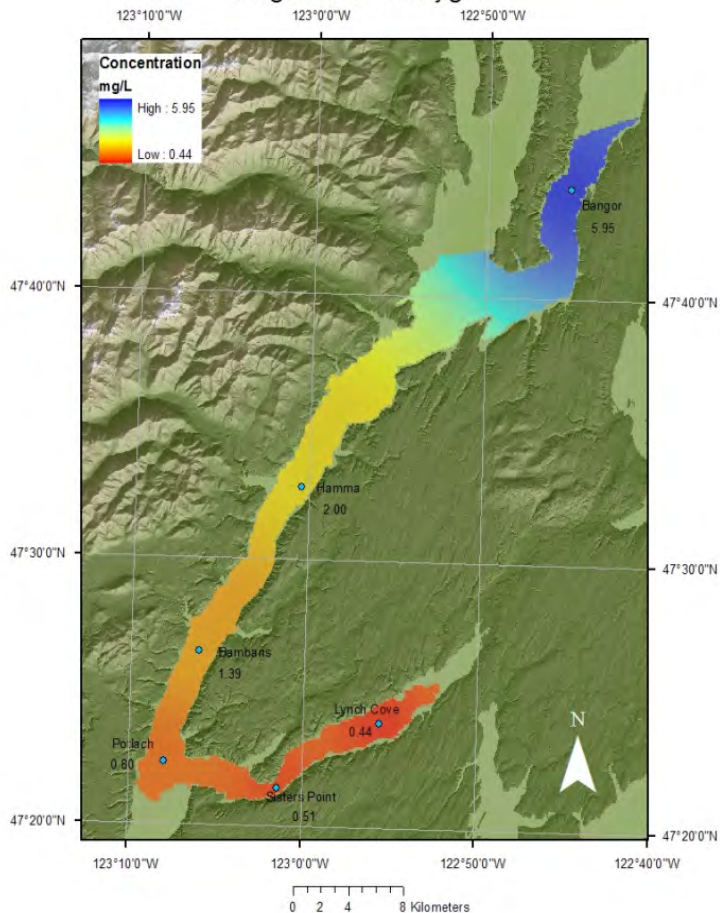 123°10'0"W
123°0'0"W
122°50'0"W
Concentration
mg/L
High : 5.95
Low : 0.44
Bangor
5.95
47°40'0"N
47°40'0"N
Hamma
2.00
47°30'0"N
47°30'0"N
Bambans
1.39
Lynch Cove
0.44
N
Potlach
0.80
Sisters Point
0.51
47°20'0"N
47°20'0"N
123°10'0"W
123°0'0"W
122°50'0"W
122°40'0"W
0 2 4 8 Kilometers